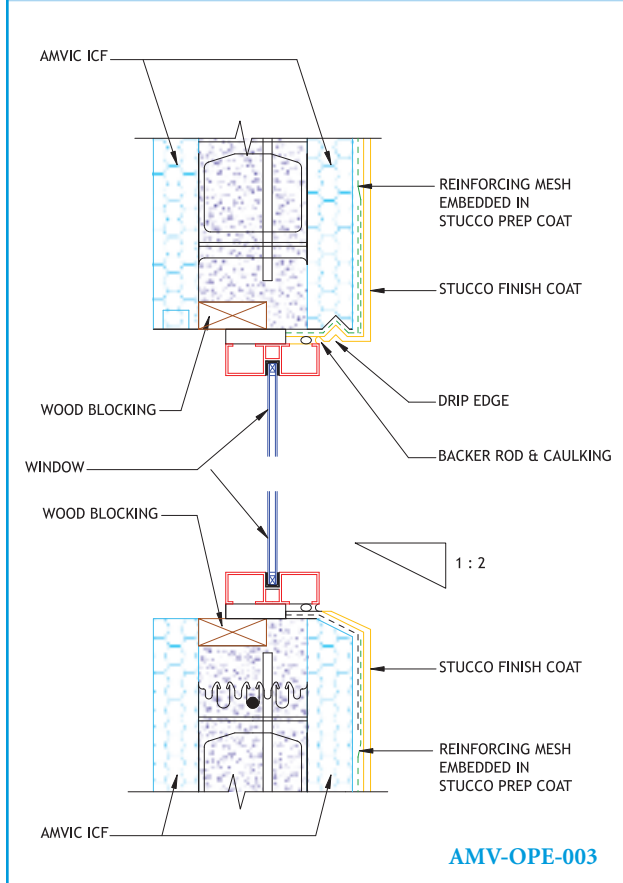 AMVIC ICF
REINFORCING MESH
EMBEDDED IN
STUCCO PREP COAT
STUCCO FINISH COAT
DRIP EDGE
WOOD BLOCKING
BACKER ROD & CAULKING
WINDOW
WOOD BLOCKING
1 : 2
STUCCO FINISH COAT
REINFORCING MESH
EMBEDDED IN
STUCCO PREP COAT
AMVIC ICF
AMV-OPE-003